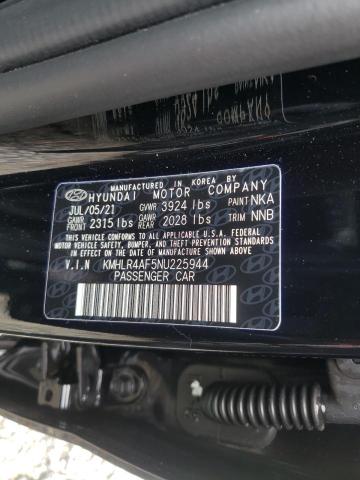 MANUFACTURED IN KOREA BY
HYUNDAI MOTOR COMPANY
JUL/05/21 GVWR 3924 lbs PAINT NKA
GAWR FRONT 2315 lbs GAWR REAR 2028 lbs TRIM NNB
THIS VEHICLE CONFORMS TO ALL APPLICABLE U.S.A. FEDERAL
MOTOR VEHICLE SAFETY, BUMPER, AND THEFT PREVENTION
STANDARDS IN EFFECT ON THE DATE OF MANUFACTURE SHOWN ABOVE.
V.I.N KMHLR4AF5NU225944
PASSENGER CAR